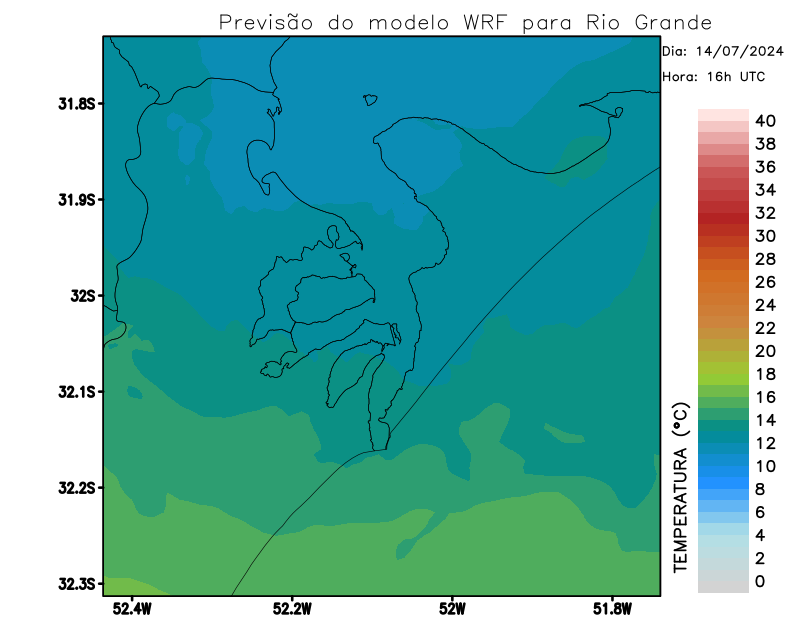 Previsão do modelo WRF para Rio Grande
Dia: 14/07/2024
Hora: 16h UTC
31.8S
31.9S
32S
32.1S
32.2S
32.3S
52.4W
52.2W
52W
51.8W
TEMPERATURA (°C)
40
38
36
34
32
30
28
26
24
22
20
18
16
14
12
10
8
6
4
2
0